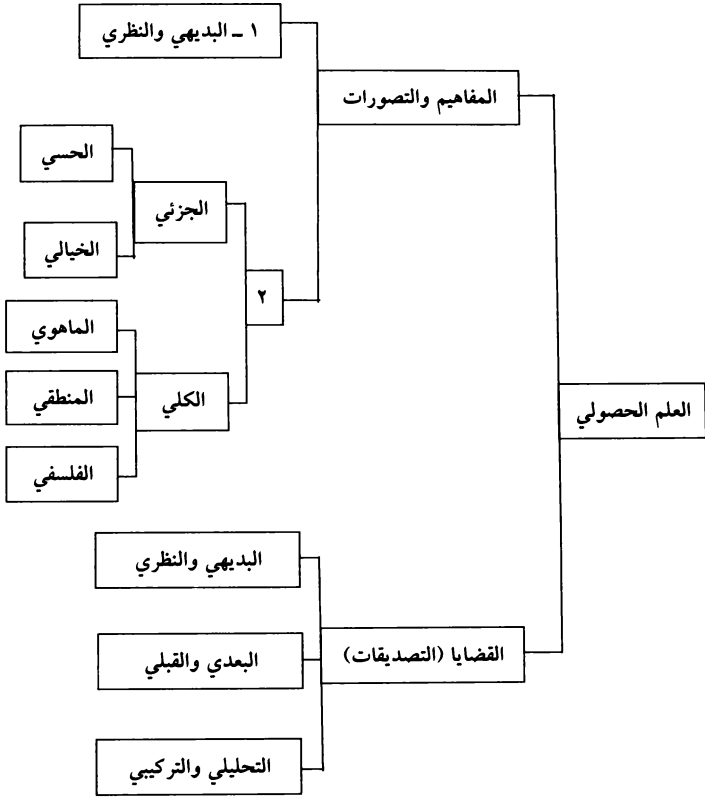 العلم الحصولي
المفاهيم والتصورات
١ ـ البديهي والنظري
٢
الجزئي
الحسي
الخيالي
الكلي
الماهوي
المنطقي
الفلسفي
القضايا (التصديقات)
البديهي والنظري
البعدي والقبلي
التحليلي والتركيبي